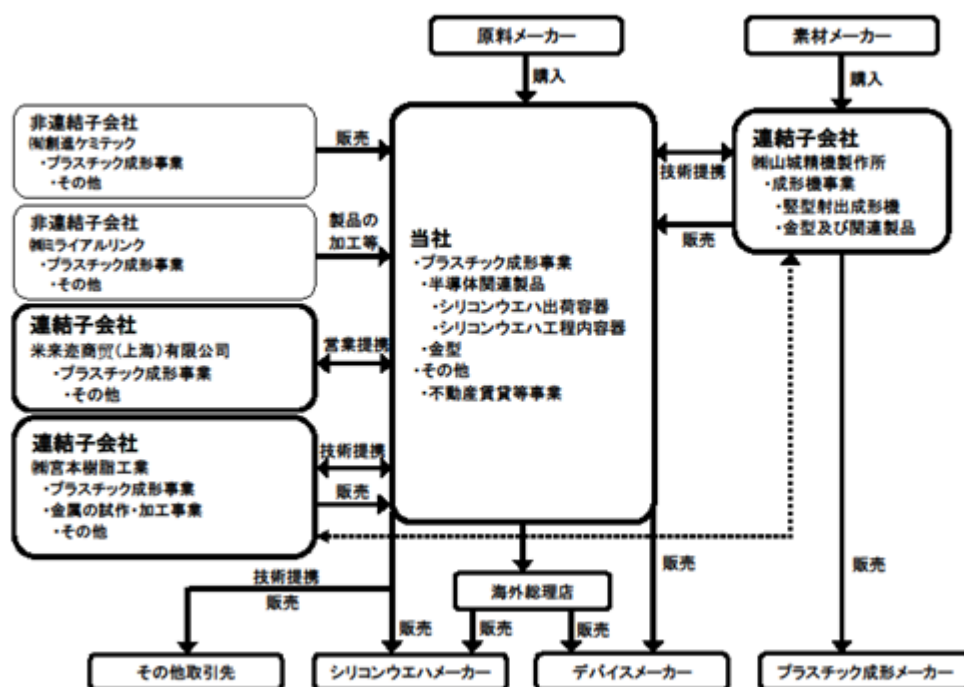 原料メーカー
素材メーカー
購入
購入
非連結子会社
㈲創進ケミテック
・プラスチック成形事業
・その他
販売
非連結子会社
㈱ミライアルリンク
・プラスチック成形事業
・その他
製品の
加工等
連結子会社
米来迩商贸(上海)有限公司
・プラスチック成形事業
・その他
営業提携
連結子会社
㈱宮本樹脂工業
・プラスチック成形事業
・金属の試作・加工事業
・その他
技術提携
販売
当社
・プラスチック成形事業
・半導体関連製品
・シリコンウエハ出荷容器
・シリコンウエハ工程内容器
・金型
・その他
・不動産賃貸等事業
技術提携
販売
連結子会社
㈱山城精機製作所
・成形機事業
・竪型射出成形機
・金型及び関連製品
技術提携
販売
海外総理店
販売
販売
販売
販売
販売
その他取引先
シリコンウエハメーカー
デバイスメーカー
プラスチック成形メーカー